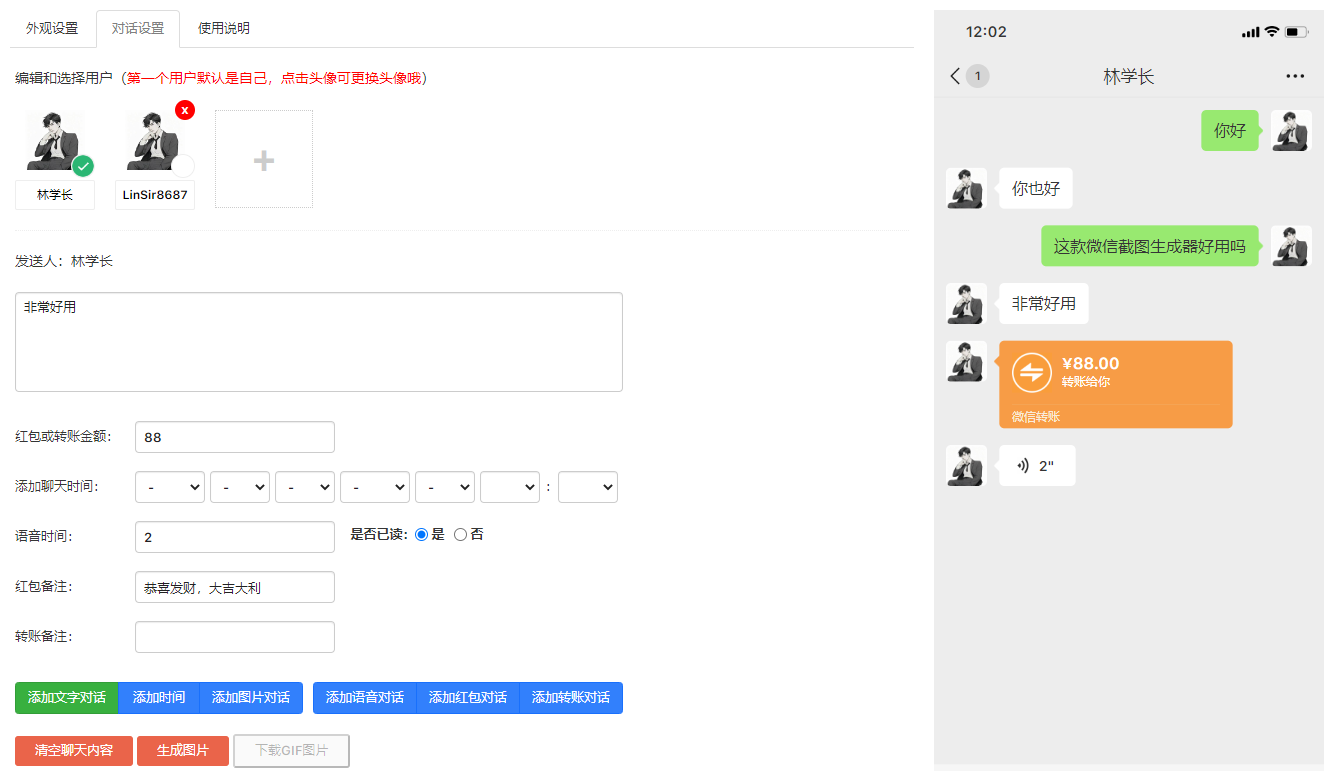 外观设置 对话设置 使用说明
编辑和选择用户（第一个用户默认是自己，点击头像可更换头像哦）
x
+
林学长 LinSir8687
发送人：林学长
非常好用
红包或转账金额： 88
添加聊天时间： - - - - - :
语音时间： 2 是否已读： 是 否
红包备注： 恭喜发财，大吉大利
转账备注：
添加文字对话 添加时间 添加图片对话 添加语音对话 添加红包对话 添加转账对话
清空聊天内容 生成图片 下载GIF图片
12:02
1 林学长
你好
你也好
这款微信截图生成器好用吗
非常好用
¥88.00
转账给你
微信转账
2"